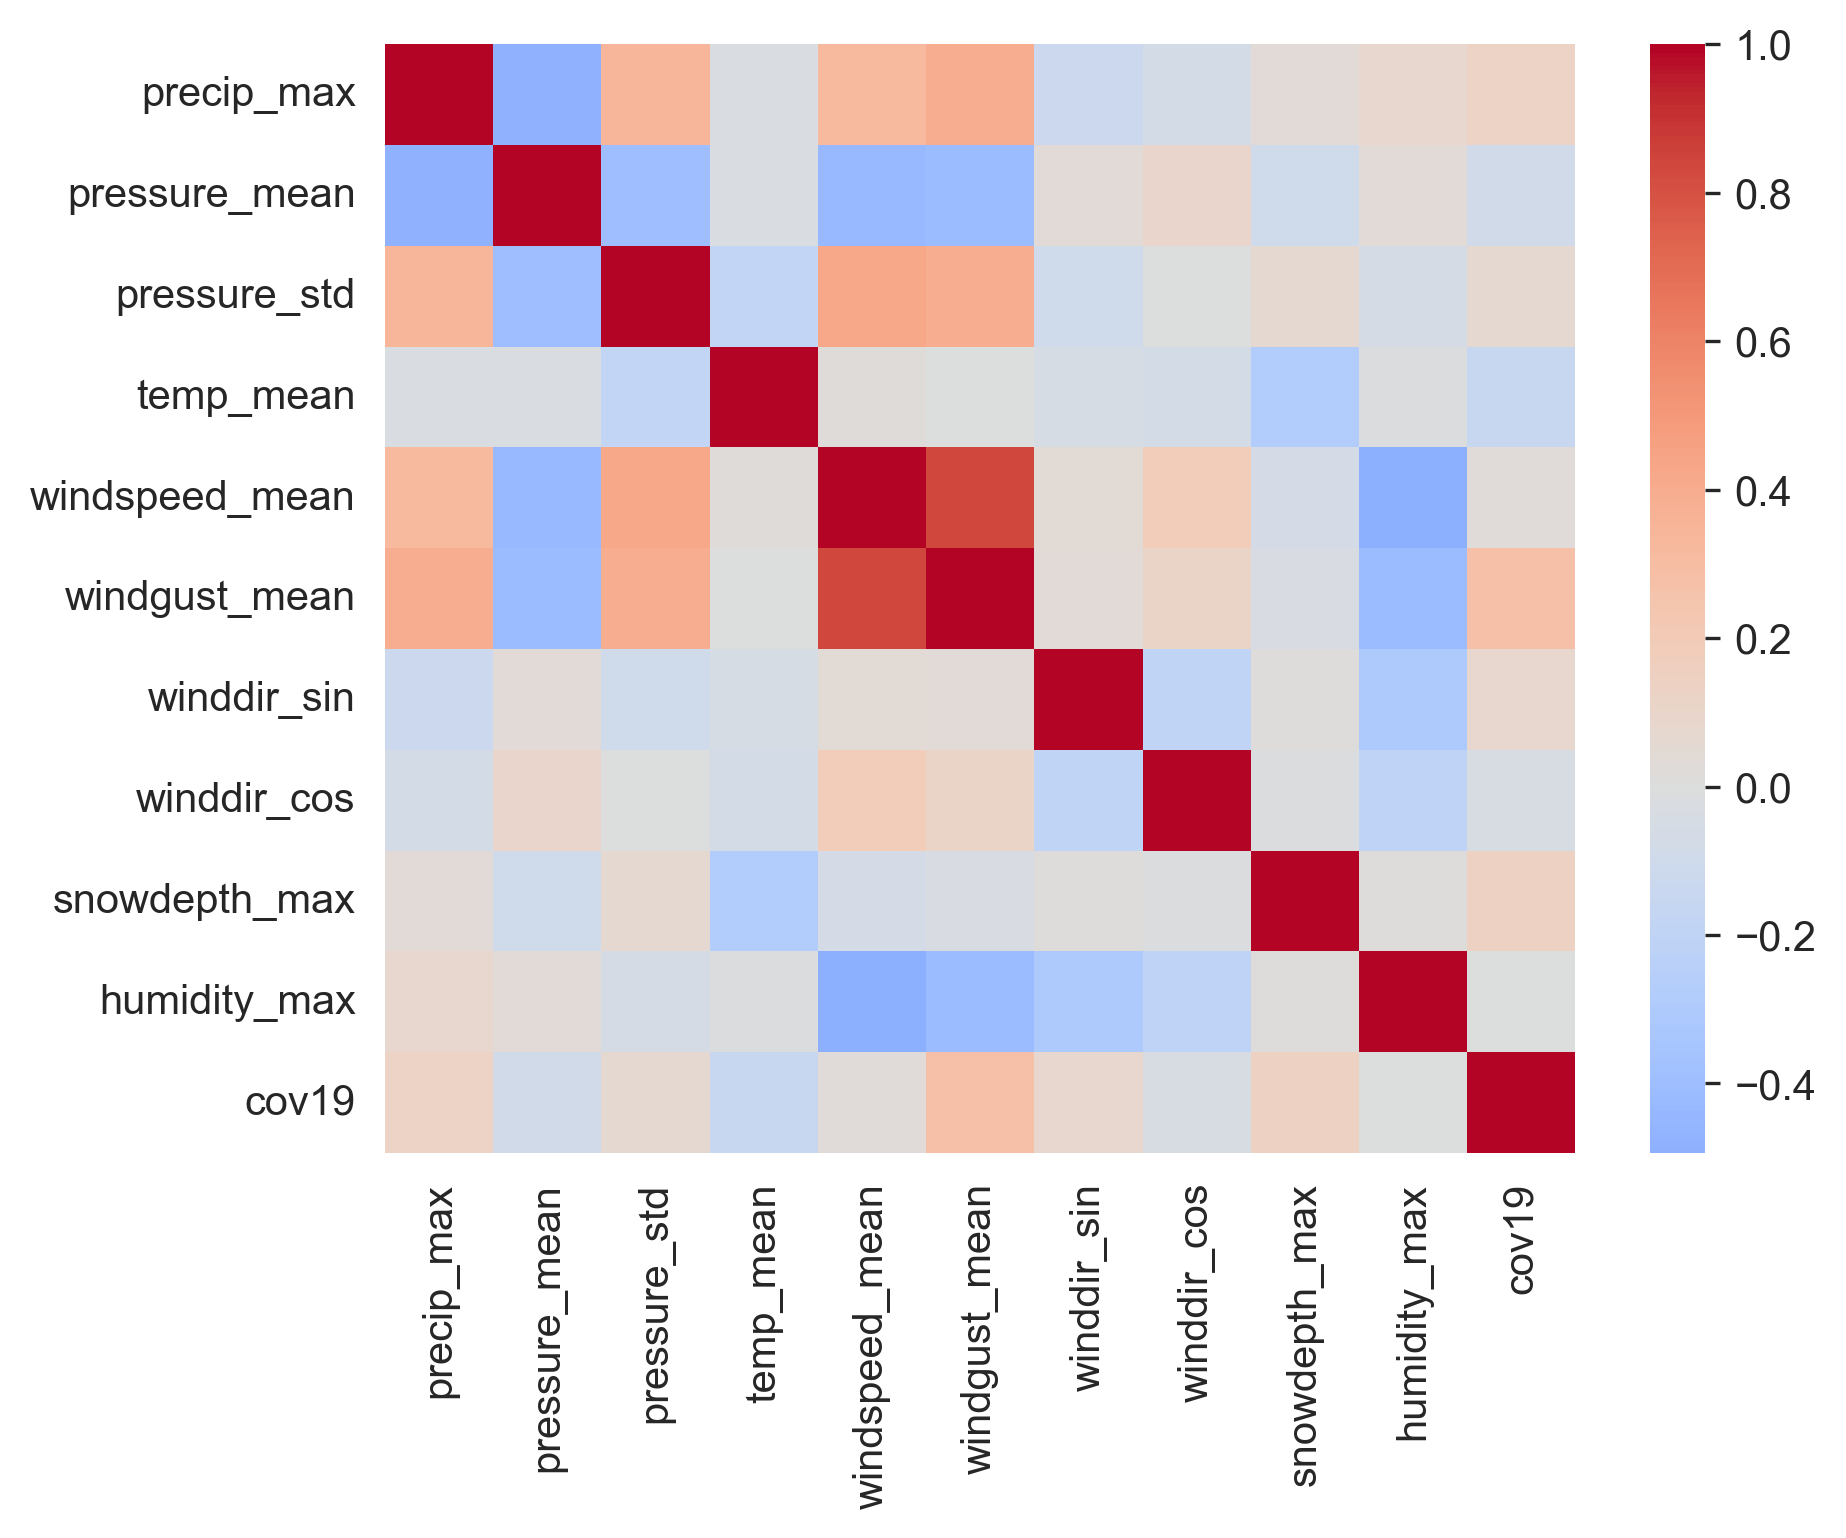 precip_max
pressure_mean
pressure_std
temp_mean
windspeed_mean
windgust_mean
winddir_sin
winddir_cos
snowdepth_max
humidity_max
cov19
precip_max
pressure_mean
pressure_std
temp_mean
windspeed_mean
windgust_mean
winddir_sin
winddir_cos
snowdepth_max
humidity_max
cov19
1.0
0.8
0.6
0.4
0.2
0.0
−0.2
−0.4